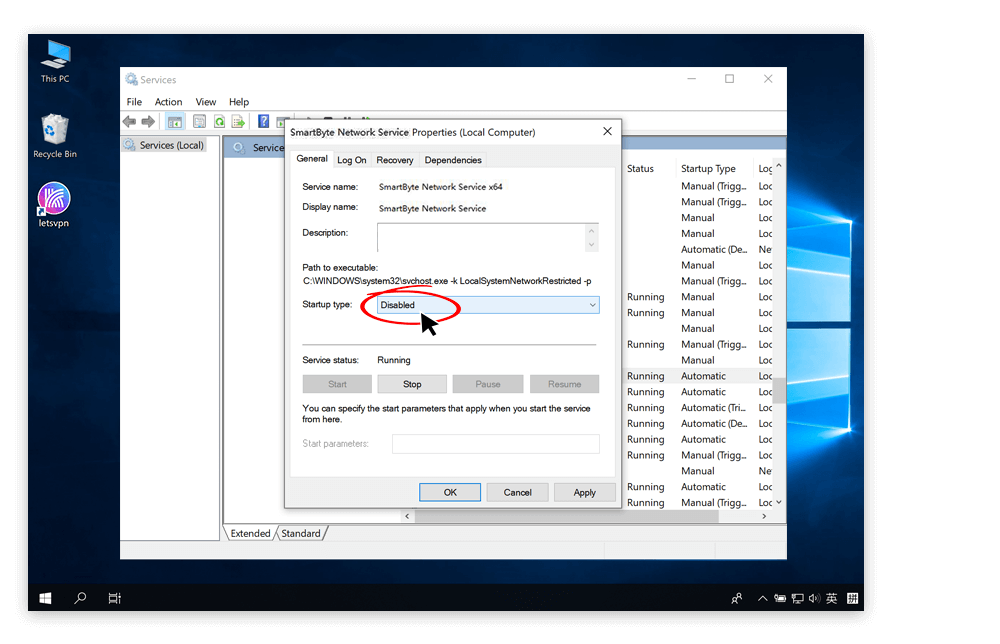 This PC
Recycle Bin
letsvpn
Services
File Action View Help
Services (Local)
Service
SmartByte Network Service Properties (Local Computer)
General Log On Recovery Dependencies
Service name: SmartByte Network Service x64
Display name: SmartByte Network Service
Description:
Path to executable:
C:\WINDOWS\system32\svchost.exe -k LocalSystemNetworkRestricted -p
Startup type: Disabled
Service status: Running
Start Stop Pause Resume
You can specify the start parameters that apply when you start the service
from here.
Start parameters:
OK Cancel Apply
Status Startup Type Log
Manual (Trigg... Loc
Manual (Trigg... Loc
Manual Loc
Manual Loc
Automatic (De... Ne
Manual Loc
Manual (Trigg... Loc
Running Manual Loc
Running Manual Loc
Manual Loc
Running Manual (Trigg... Loc
Manual Loc
Running Automatic Loc
Running Automatic Loc
Running Automatic (Tri... Loc
Running Automatic (De... Loc
Running Automatic Loc
Running Manual (Trigg... Loc
Manual Ne
Running Automatic Loc
Running Manual (Trigg... Loc
Extended Standard
英 拼